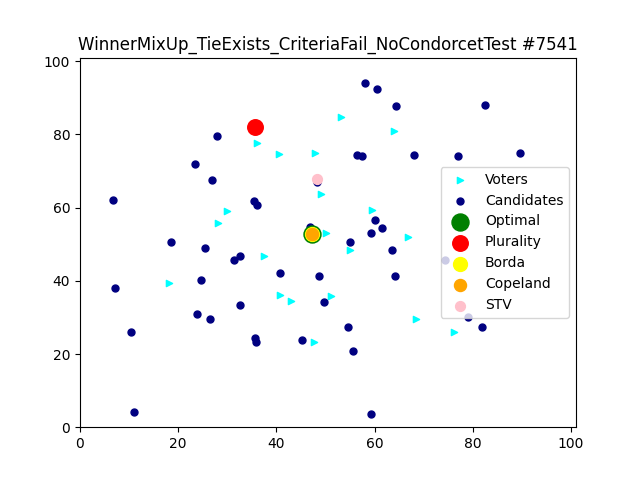 WinnerMixUp_TieExists_CriteriaFail_NoCondorcetTest #7541
100
80
60
40
20
0
Voters
Candidates
Optimal
Plurality
Borda
Copeland
STV
0 20 40 60 80 100